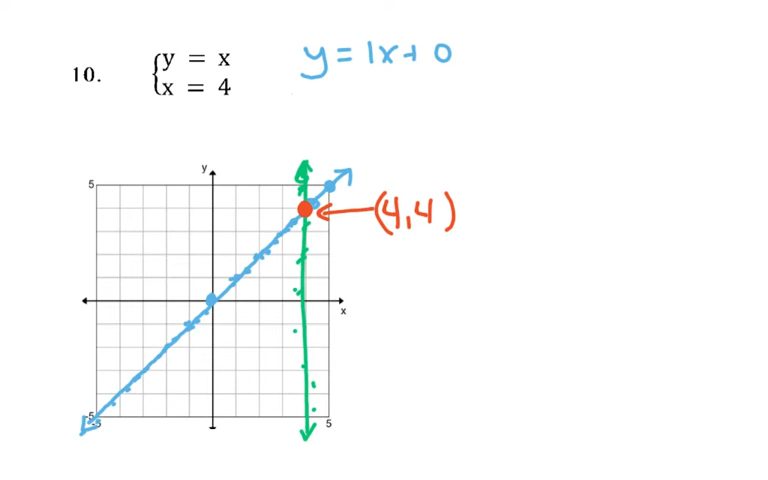 10. y = x
x = 4
y = 1x + 0
y
5
(4,4)
x
-5
-5
5